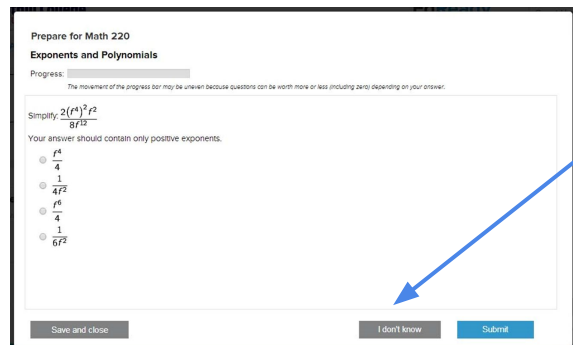 Prepare for Math 220
Exponents and Polynomials
Progress:
The movement of the progress bar may be uneven because questions can be worth more or less (including zero) depending on your answer.
Simplify: 2(f⁴)²f² / 8f¹²
Your answer should contain only positive exponents.
f⁴ / 4
1 / 4f²
f⁶ / 4
1 / 6f²
Save and close
I don't know
Submit